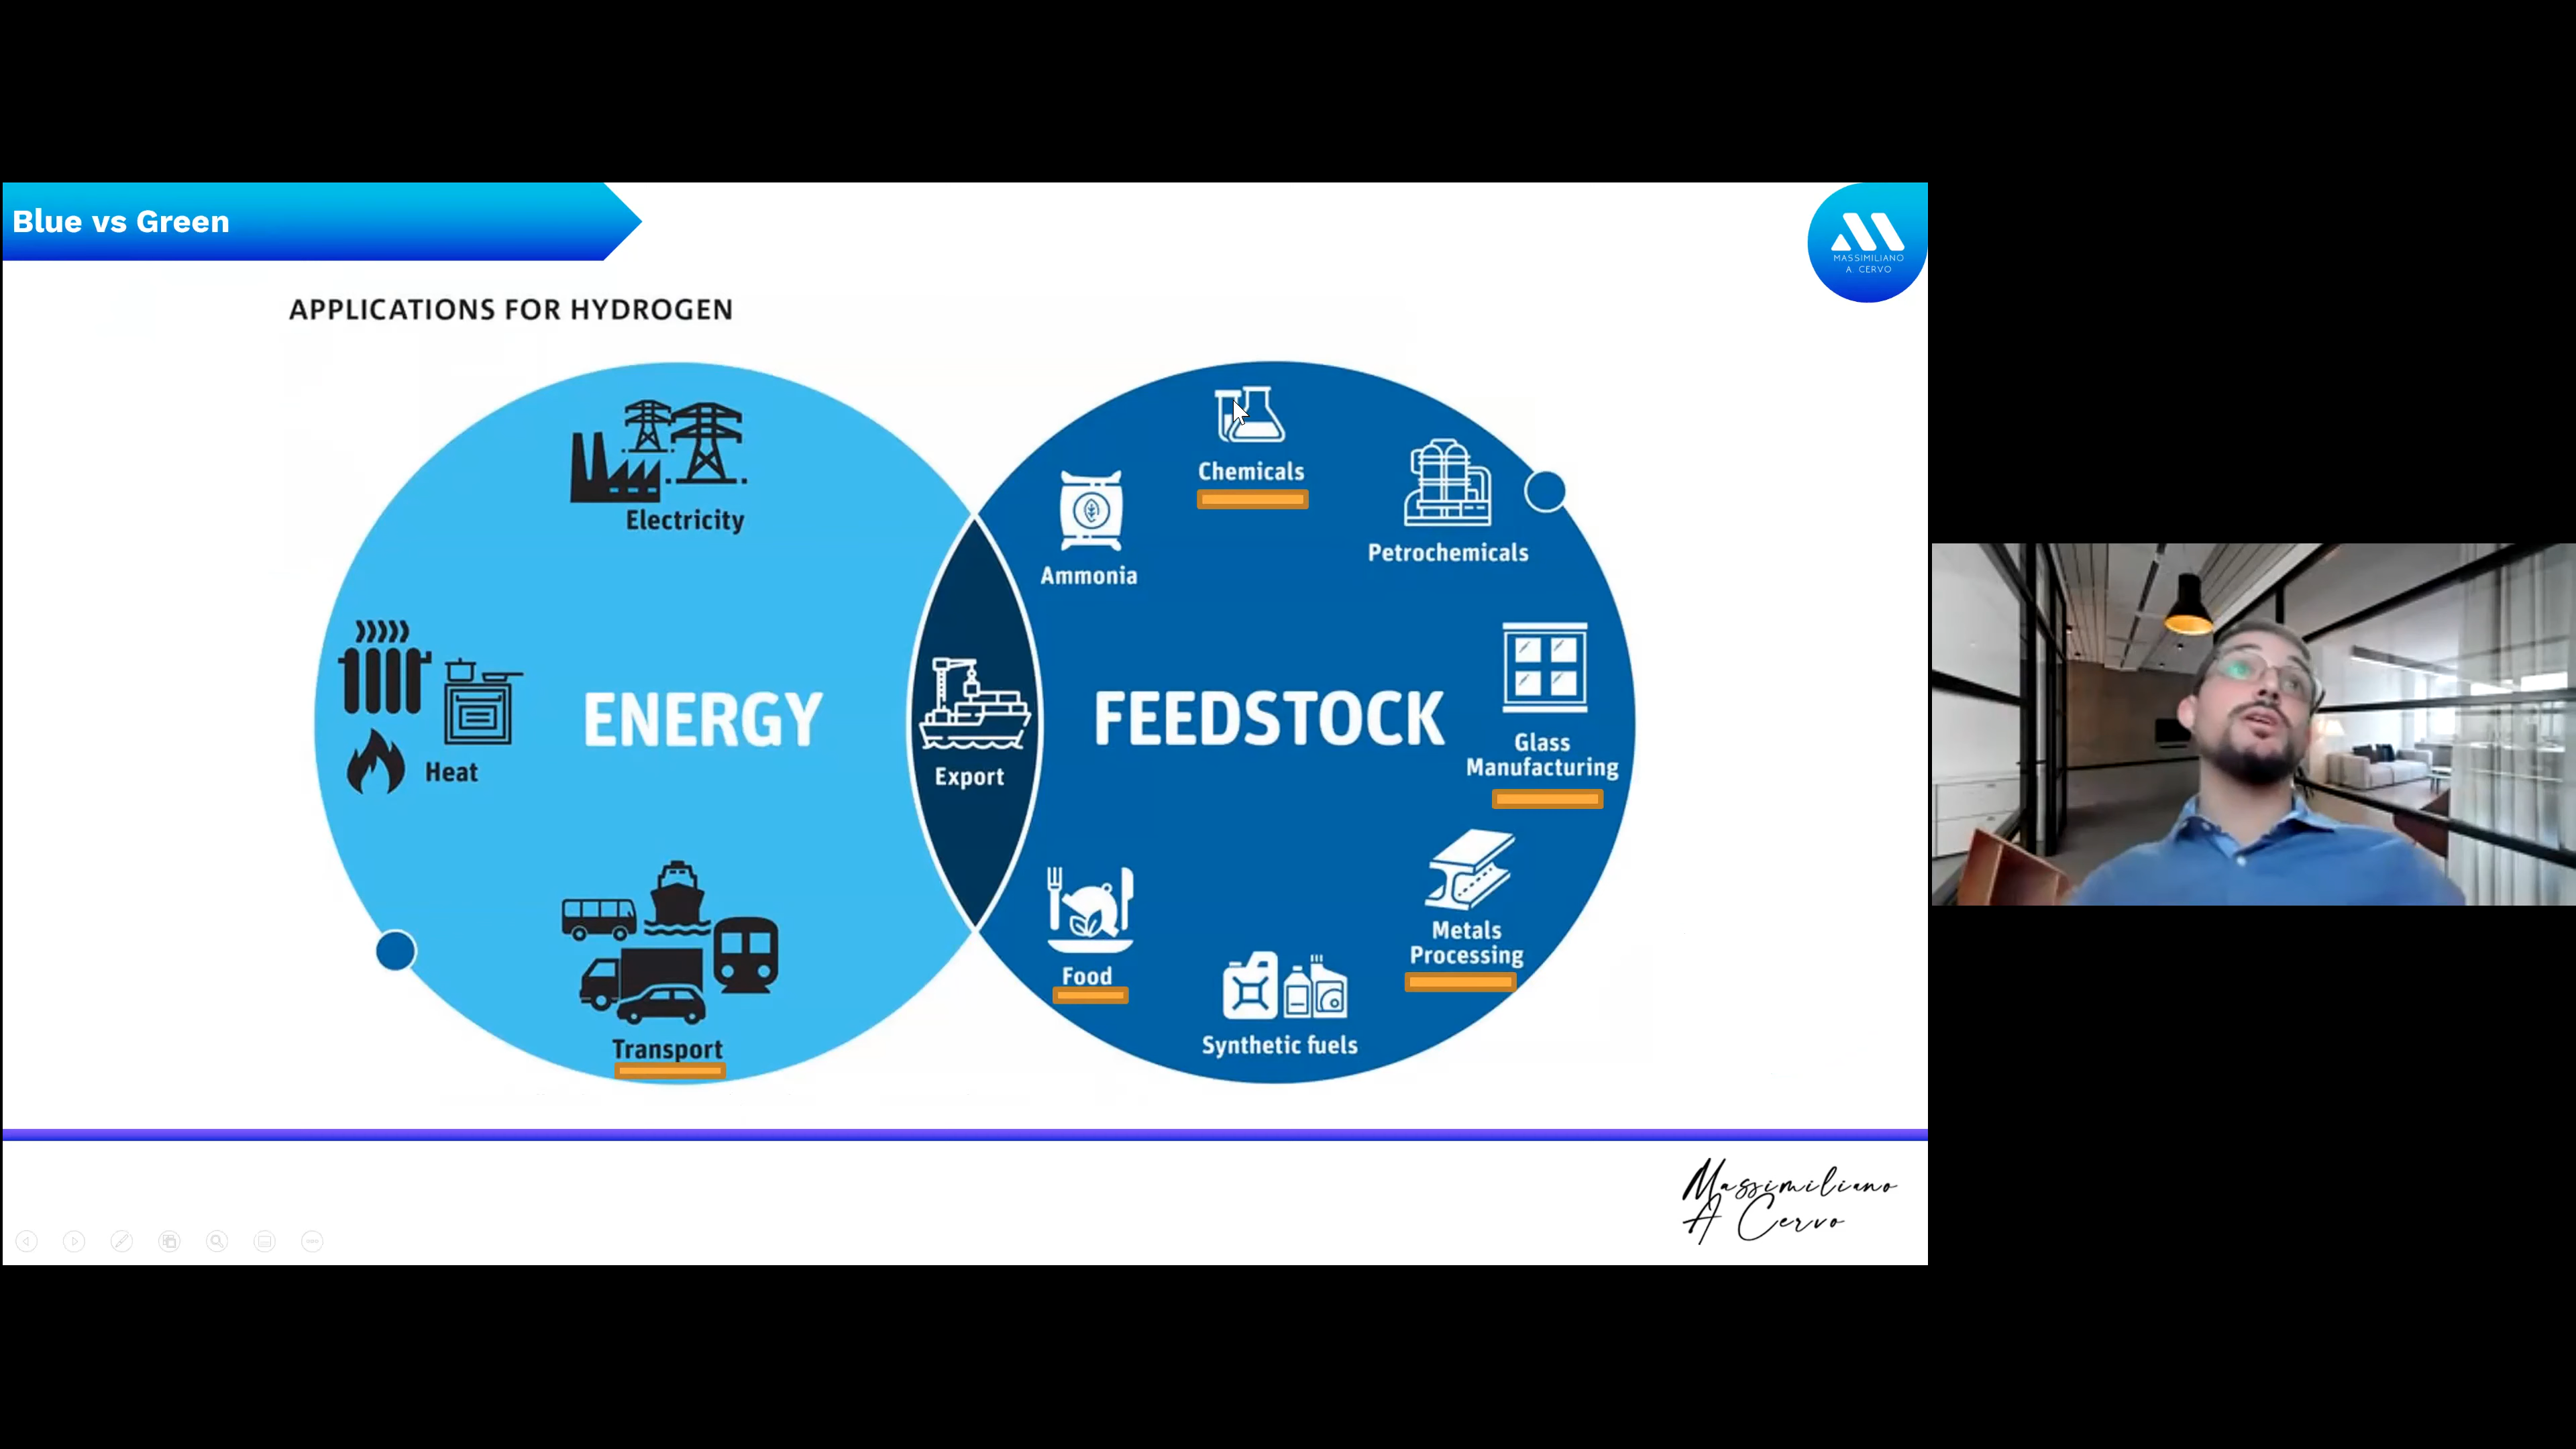 Blue vs Green
MASSIMILIANO
A. CERVO
APPLICATIONS FOR HYDROGEN
Electricity
Heat
ENERGY
Transport
Export
Chemicals
Ammonia
Petrochemicals
FEEDSTOCK
Glass
Manufacturing
Metals
Processing
Food
Synthetic fuels
Massimiliano
A Cervo